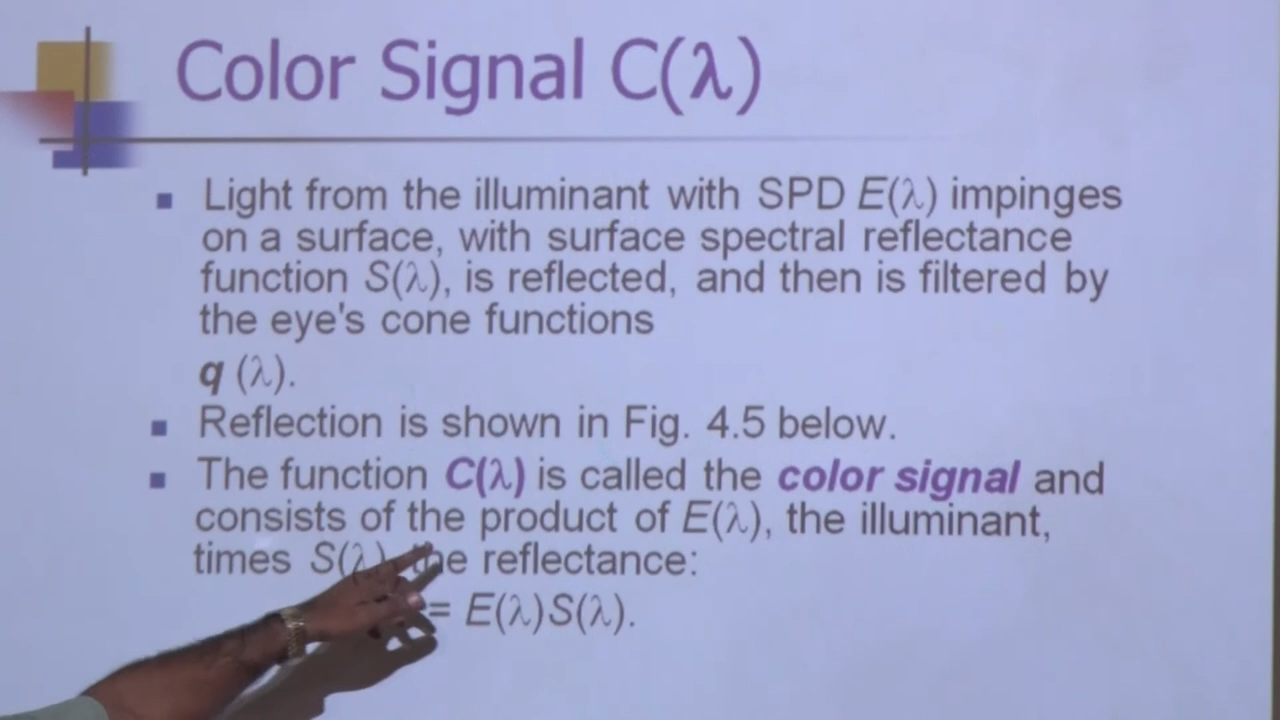 Color Signal C(λ)
Light from the illuminant with SPD E(λ) impinges
on a surface, with surface spectral reflectance
function S(λ), is reflected, and then is filtered by
the eye's cone functions
q (λ).
Reflection is shown in Fig. 4.5 below.
The function C(λ) is called the color signal and
consists of the product of E(λ), the illuminant,
times S(λ), the reflectance:
= E(λ)S(λ).